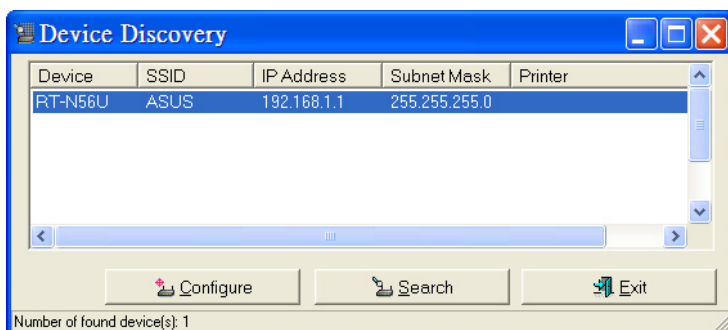 Device Discovery
Device SSID IP Address Subnet Mask Printer
RT-N56U ASUS 192.168.1.1 255.255.255.0
Configure Search Exit
Number of found device(s): 1